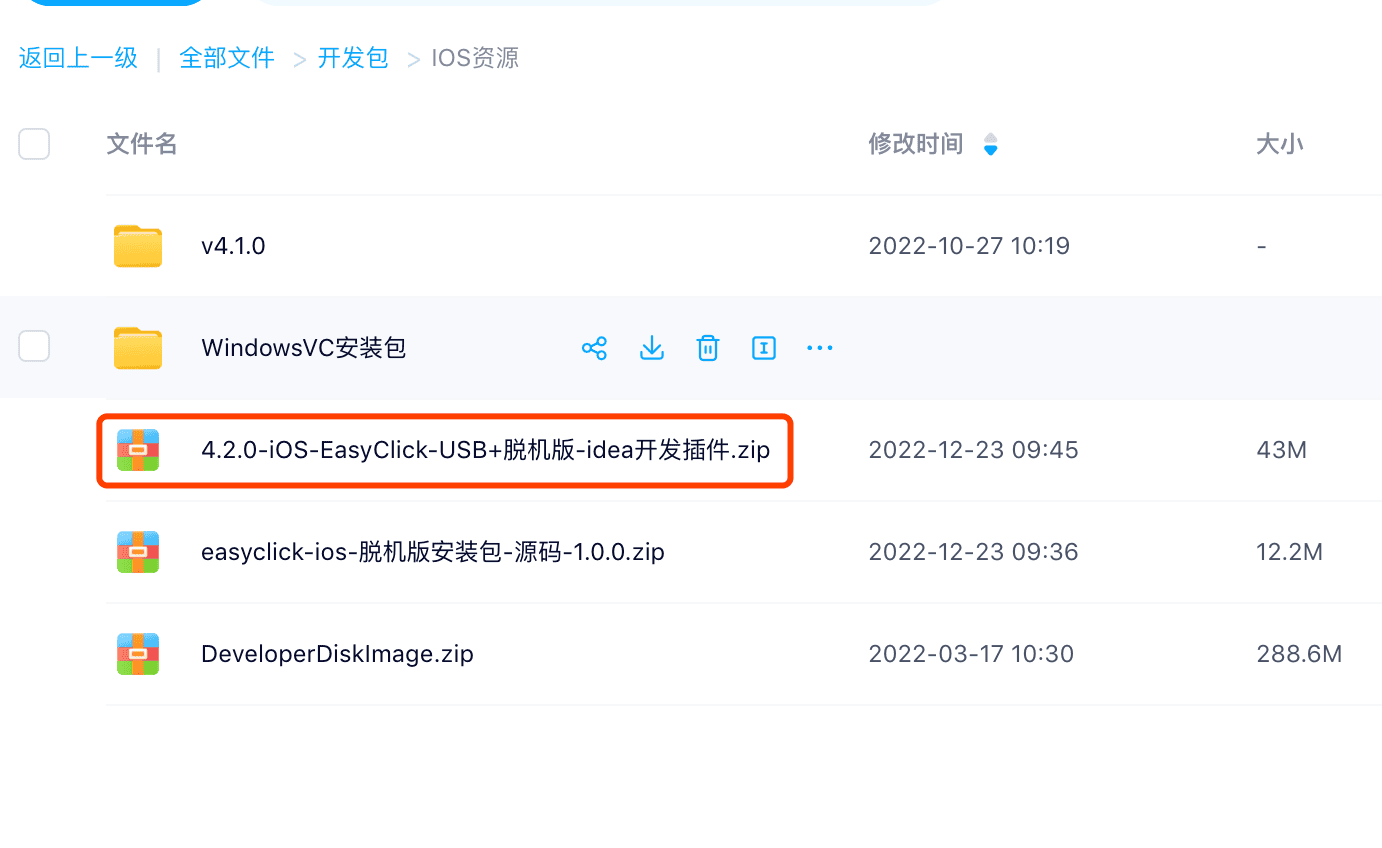 返回上一级 | 全部文件 > 开发包 > IOS资源
文件名 修改时间 大小
v4.1.0 2022-10-27 10:19 -
WindowsVC安装包
4.2.0-iOS-EasyClick-USB+脱机版-idea开发插件.zip 2022-12-23 09:45 43M
easyclick-ios-脱机版安装包-源码-1.0.0.zip 2022-12-23 09:36 12.2M
DeveloperDiskImage.zip 2022-03-17 10:30 288.6M